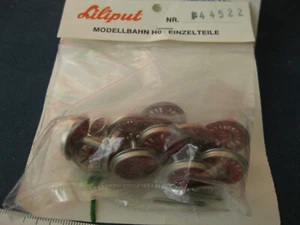 Liliput NR. 44522
MODELLBAHN H0 - EINZELTEILE